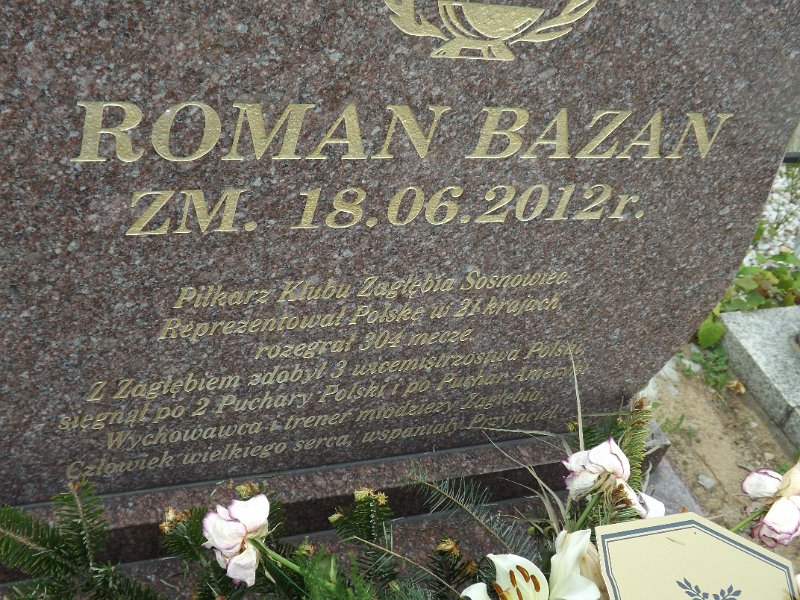 ROMAN BAZAN
ZM. 18.06.2012r.
Piłkarz Klubu Zagłębia Sosnowiec.
Reprezentował Polskę w 21 krajach,
rozegrał 304 mecze.
Z Zagłębiem zdobył 3 wicemistrzostwa Polski,
sięgnął po 2 Puchary Polski i po Puchar Ameryki.
Wychowawca i trener młodzieży Zagłębia.
Człowiek wielkiego serca, wspaniały Przyjaciel.